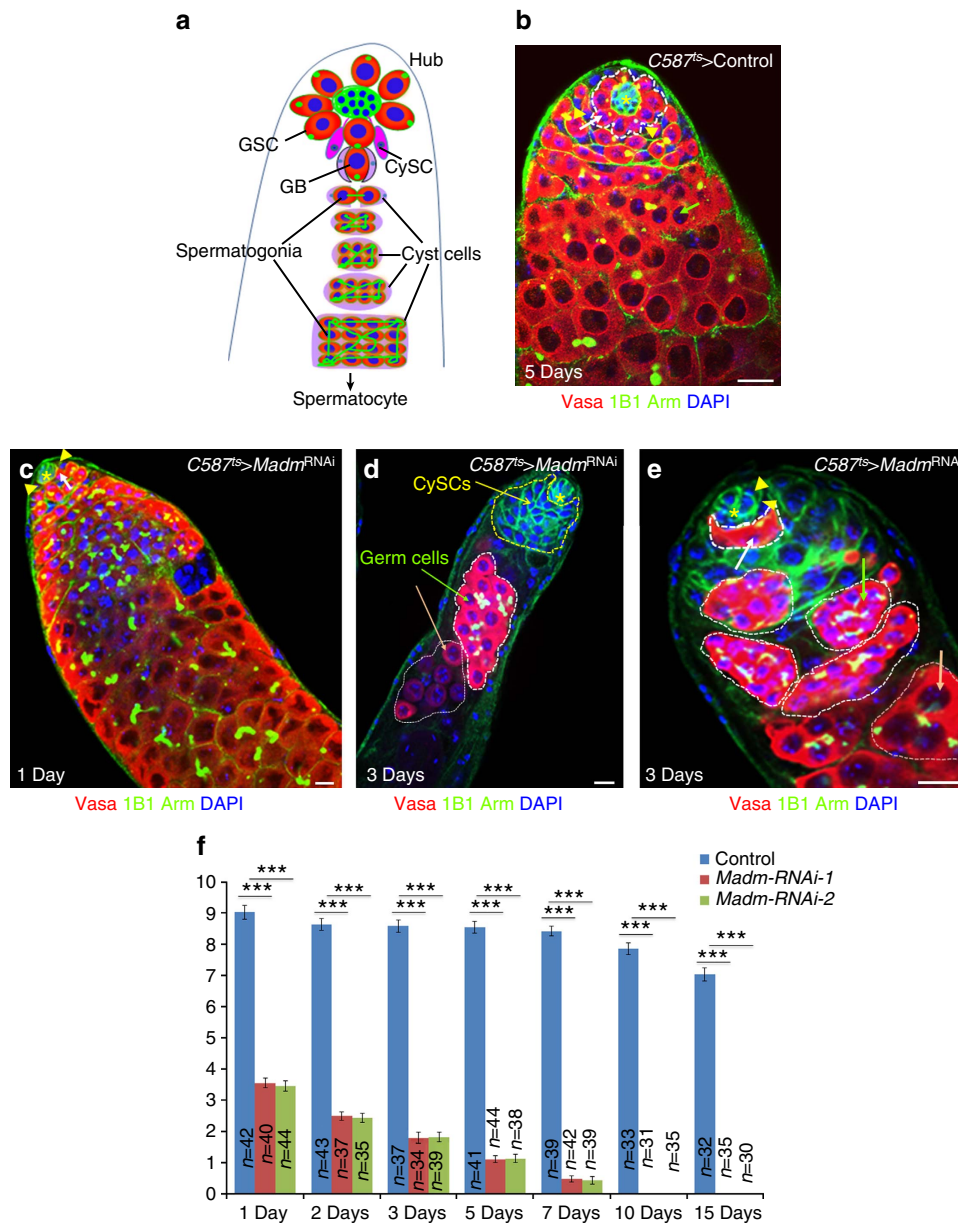 a
Hub
GSC
CySC
GB
Spermatogonia
Cyst cells
Spermatocyte
b
C587ts>Control
5 Days
Vasa 1B1 Arm DAPI
c
C587ts>MadmRNAi
1 Day
Vasa 1B1 Arm DAPI
d
C587ts>MadmRNAi
CySCs
Germ cells
3 Days
Vasa 1B1 Arm DAPI
e
C587ts>MadmRNA
3 Days
Vasa 1B1 Arm DAPI
f
Control
Madm-RNAi-1
Madm-RNAi-2
10
9
8
7
6
5
4
3
2
1
0
*** ***
*** ***
*** ***
*** ***
*** ***
*** ***
*** ***
n=42 n=40 n=44
n=43 n=37 n=35
n=37 n=34 n=39
n=41 n=44 n=38
n=39 n=42 n=39
n=33 n=31 n=35
n=32 n=35 n=30
1 Day 2 Days 3 Days 5 Days 7 Days 10 Days 15 Days